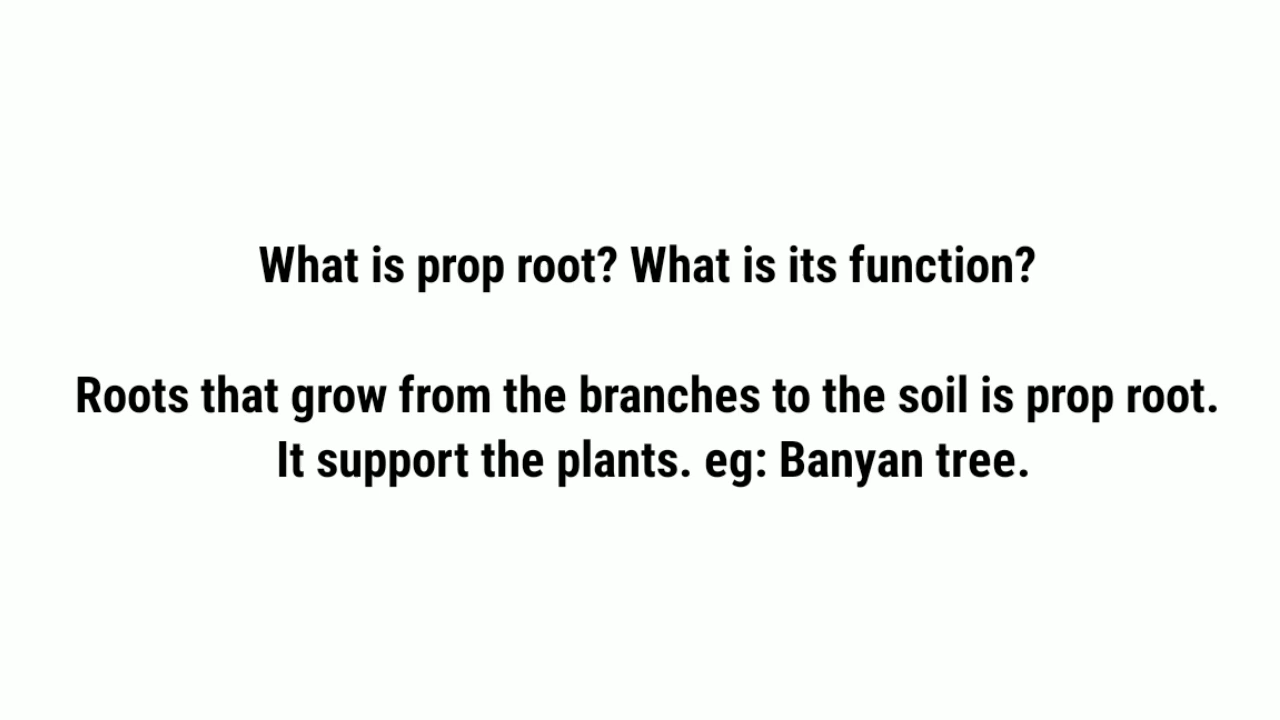 What is prop root? What is its function?
Roots that grow from the branches to the soil is prop root.
It support the plants. eg: Banyan tree.